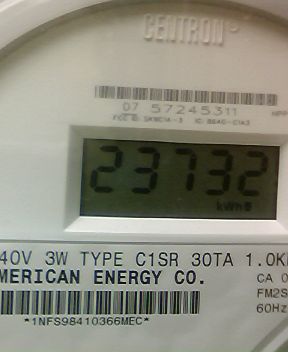 CENTRON®
07 57245311
23732
kWh
40V 3W TYPE C1SR 30TA 1.0K
MERICAN ENERGY CO.
CA 0
FM2S
60Hz
*1NFS98410366MEC*